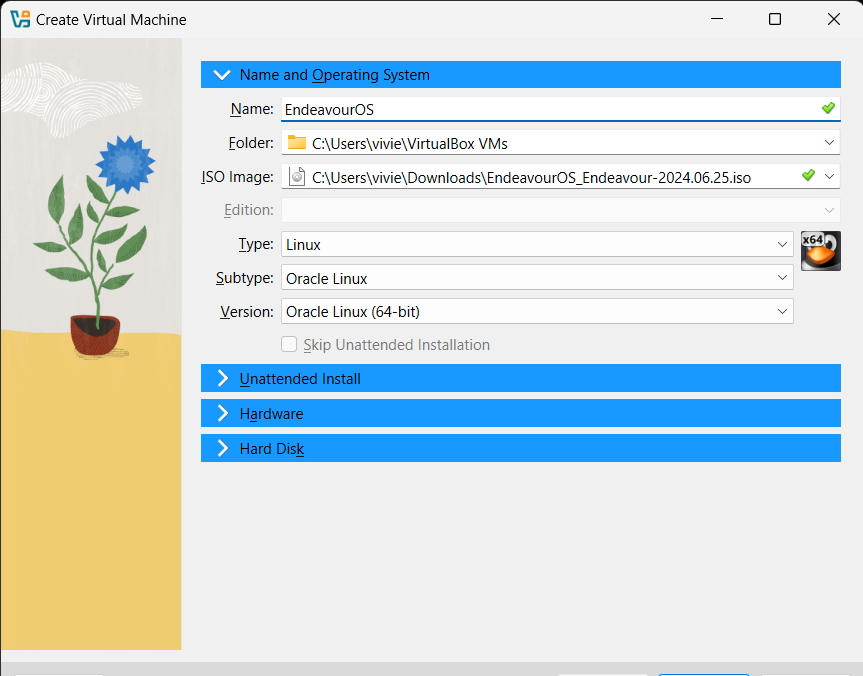 Create Virtual Machine
Name and Operating System
Name: EndeavourOS
Folder: C:\Users\vivie\VirtualBox VMs
ISO Image: C:\Users\vivie\Downloads\EndeavourOS_Endeavour-2024.06.25.iso
Edition:
Type: Linux
x64
Subtype: Oracle Linux
Version: Oracle Linux (64-bit)
Skip Unattended Installation
Unattended Install
Hardware
Hard Disk